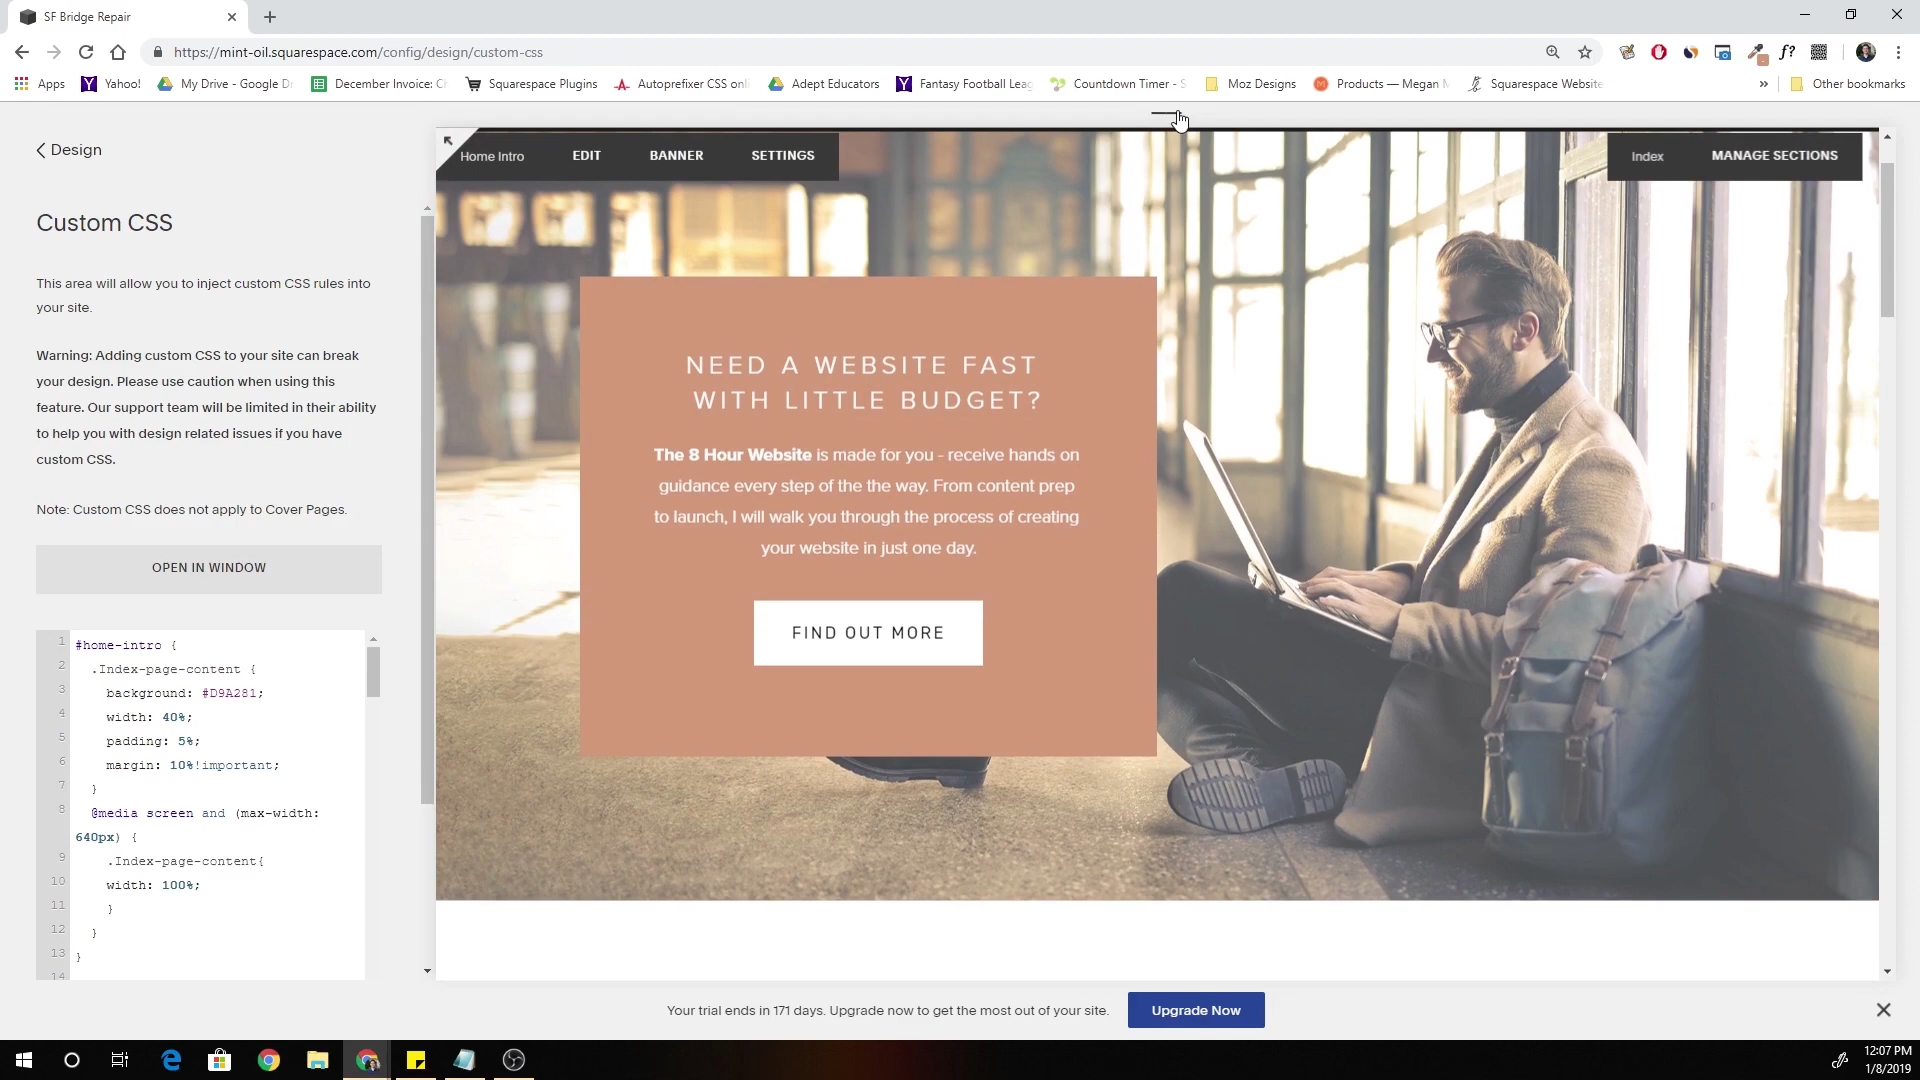 SF Bridge Repair
https://mint-oil.squarespace.com/config/design/custom-css
Apps
Yahoo!
My Drive - Google Dr
December Invoice: C
Squarespace Plugins
Autoprefixer CSS onli
Adept Educators
Fantasy Football Leag
Countdown Timer - S
Moz Designs
Products — Megan M
Squarespace Website
»
Other bookmarks
Design
Custom CSS
This area will allow you to inject custom CSS rules into
your site.
Warning: Adding custom CSS to your site can break
your design. Please use caution when using this
feature. Our support team will be limited in their ability
to help you with design related issues if you have
custom CSS.
Note: Custom CSS does not apply to Cover Pages.
OPEN IN WINDOW
1 #home-intro {
2 .Index-page-content {
3 background: #D9A281;
4 width: 40%;
5 padding: 5%;
6 margin: 10%!important;
7 }
8 @media screen and (max-width:
640px) {
9 .Index-page-content{
10 width: 100%;
11 }
12 }
13 }
14
Home Intro EDIT BANNER SETTINGS
Index MANAGE SECTIONS
NEED A WEBSITE FAST
WITH LITTLE BUDGET?
The 8 Hour Website is made for you - receive hands on
guidance every step of the the way. From content prep
to launch, I will walk you through the process of creating
your website in just one day.
FIND OUT MORE
Your trial ends in 171 days. Upgrade now to get the most out of your site.
Upgrade Now
12:07 PM
1/8/2019